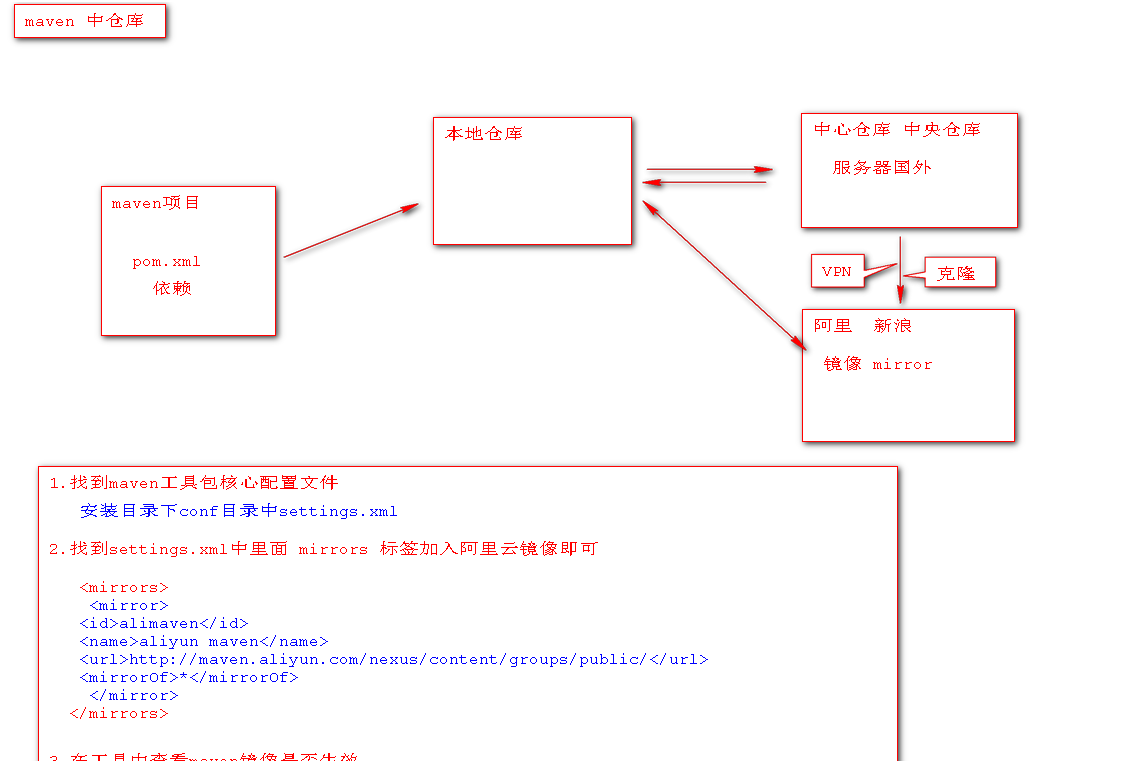 maven 中仓库
本地仓库
中心仓库 中央仓库
服务器国外
maven项目
pom.xml
依赖
VPN
克隆
阿里 新浪
镜像 mirror
1.找到maven工具包核心配置文件
安装目录下conf目录中settings.xml
2.找到settings.xml中里面 mirrors 标签加入阿里云镜像即可
<mirrors>
<mirror>
<id>alimaven</id>
<name>aliyun maven</name>
<url>http://maven.aliyun.com/nexus/content/groups/public/</url>
<mirrorOf>*</mirrorOf>
</mirror>
</mirrors>
3.在工具中查看maven镜像是否生效